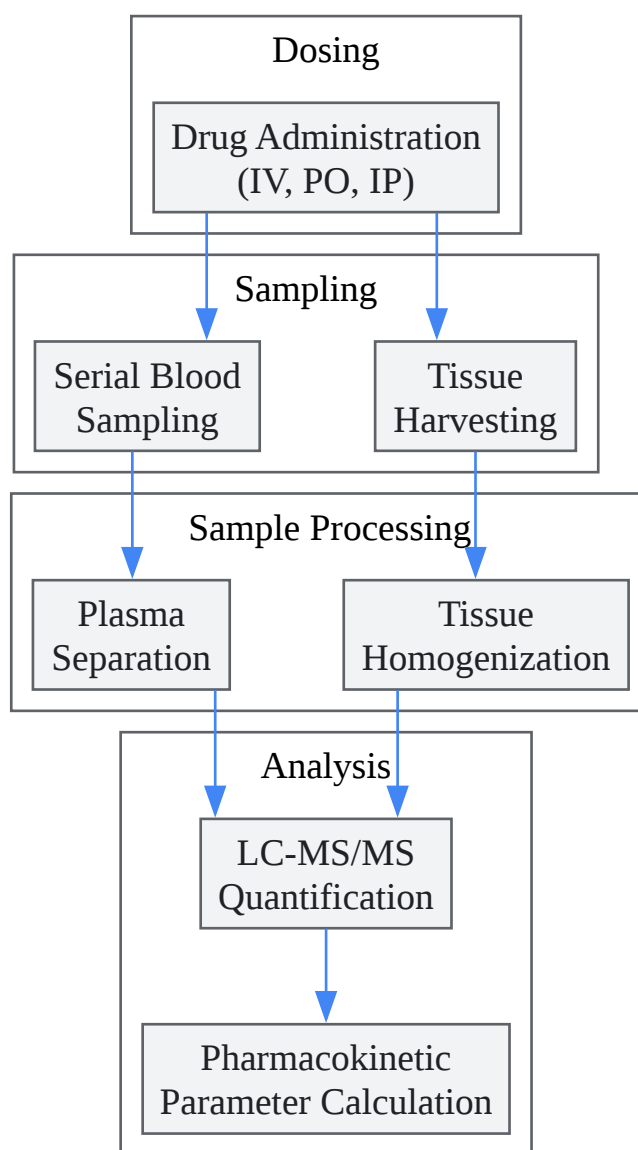 Dosing
Drug Administration
(IV, PO, IP)
Sampling
Serial Blood
Sampling
Tissue
Harvesting
Sample Processing
Plasma
Separation
Tissue
Homogenization
Analysis
LC-MS/MS
Quantification
Pharmacokinetic
Parameter Calculation